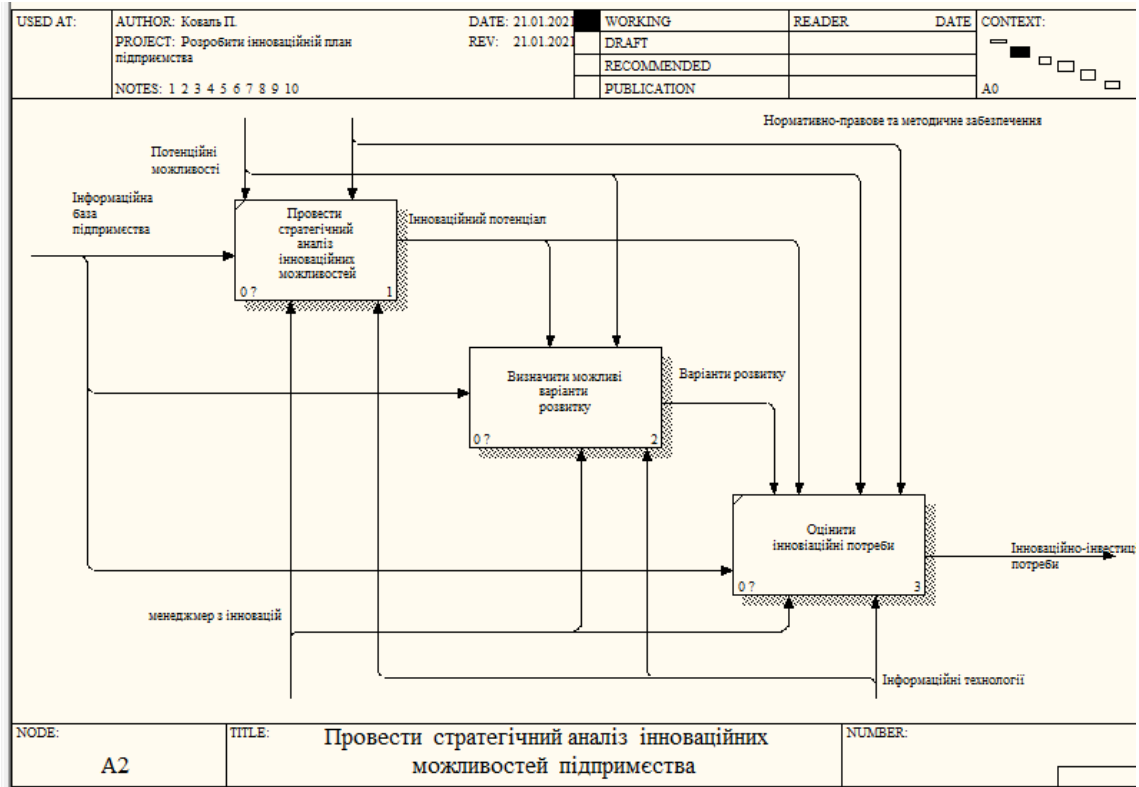 USED AT:
AUTHOR: Коваль П.
DATE: 21.01.2021
PROJECT: Розробити інноваційній план
підприємства
REV: 21.01.2021
NOTES: 1 2 3 4 5 6 7 8 9 10
WORKING
DRAFT
RECOMMENDED
PUBLICATION
READER
DATE
CONTEXT:
A0
Нормативно-правове та методичне забезпечення
Потенційні
можливості
Інформаційна
база
підпримєства
Провести
стратегічний
аналіз
інноваційних
можливостей
0 ?
1
Інноваційний потенціал
Визначити можливі
варіанти
розвитку
0 ?
2
Варіанти розвитку
Оцінити
інновіаційні потреби
0 ?
3
Інноваційно-інвестиц
потреби
менеджмер з інновацій
Інформаційні технології
NODE:
A2
TITLE:
Провести стратегічний аналіз інноваційних
можливостей підпримєства
NUMBER: